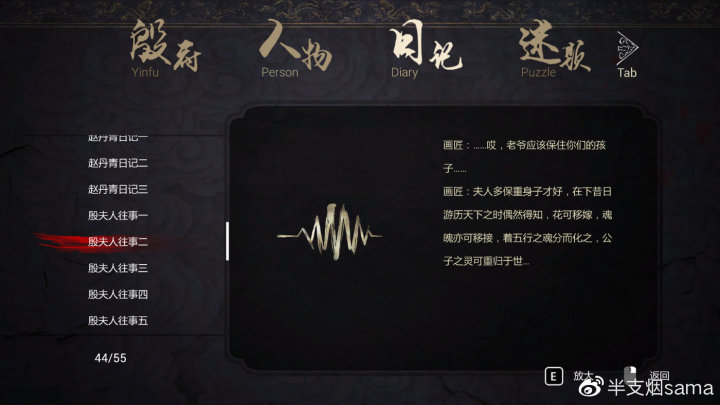 殷府
Yinfu
人物
Person
日记
Diary
迷歌
Puzzle
Tab
赵丹青日记一
赵丹青日记二
赵丹青日记三
殷夫人往事一
殷夫人往事二
殷夫人往事三
殷夫人往事四
殷夫人往事五
44/55
画匠：……哎，老爷应该保住你们的孩
子……
画匠：夫人多保重身子才好，在下昔日
游历天下之时偶然得知，花可移嫁，魂
魄亦可移接，着五行之魂分而化之，公
子之灵可重归于世…
E 放大
返回
半支烟sama